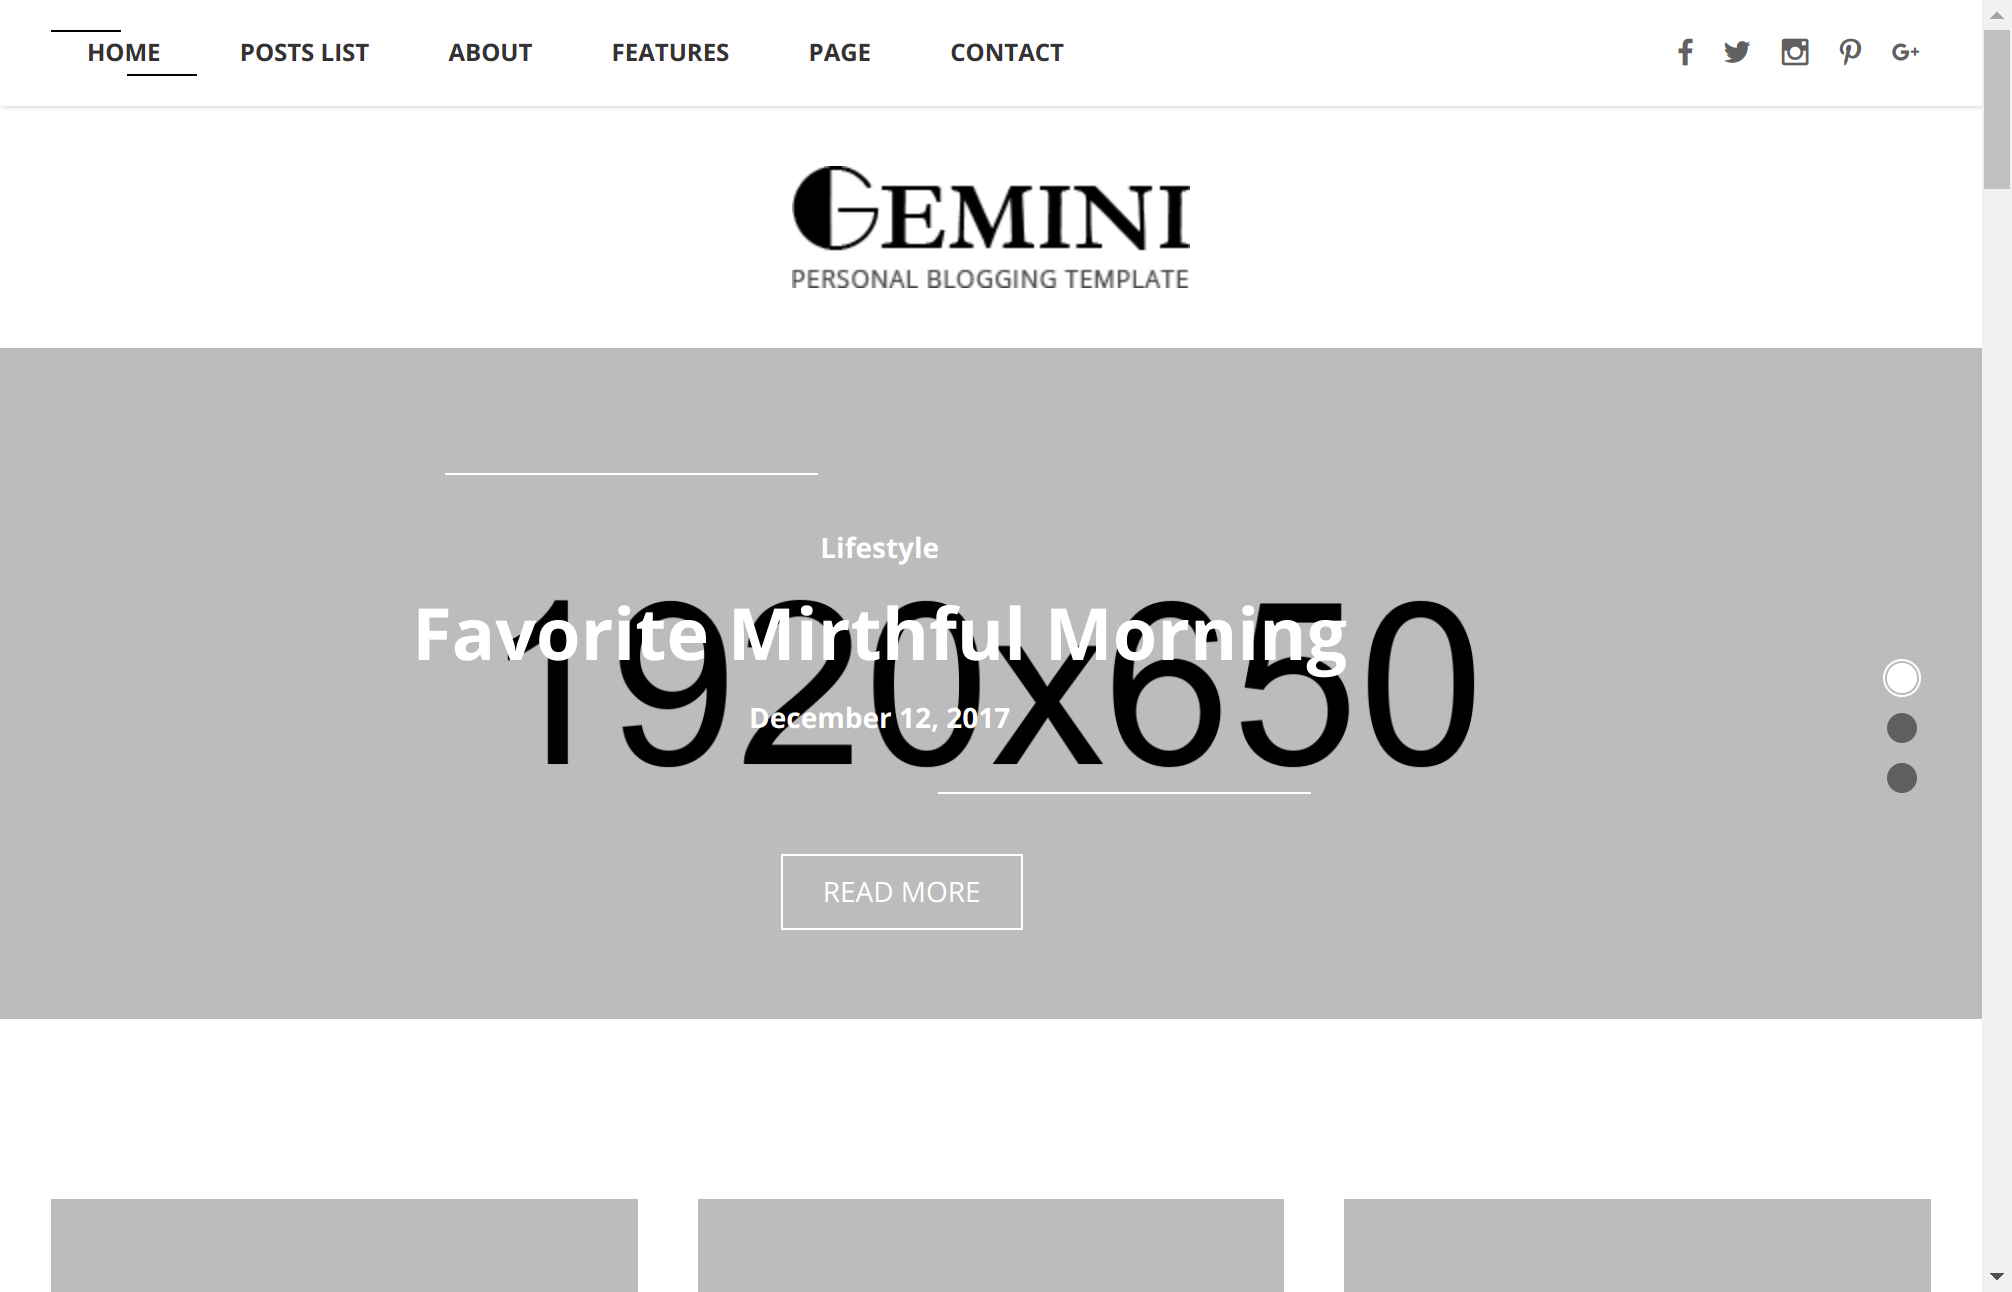 HOME POSTS LIST ABOUT FEATURES PAGE CONTACT
GEMINI
PERSONAL BLOGGING TEMPLATE
Lifestyle
Favorite Mirthful Morning
1920x650
December 12, 2017
READ MORE